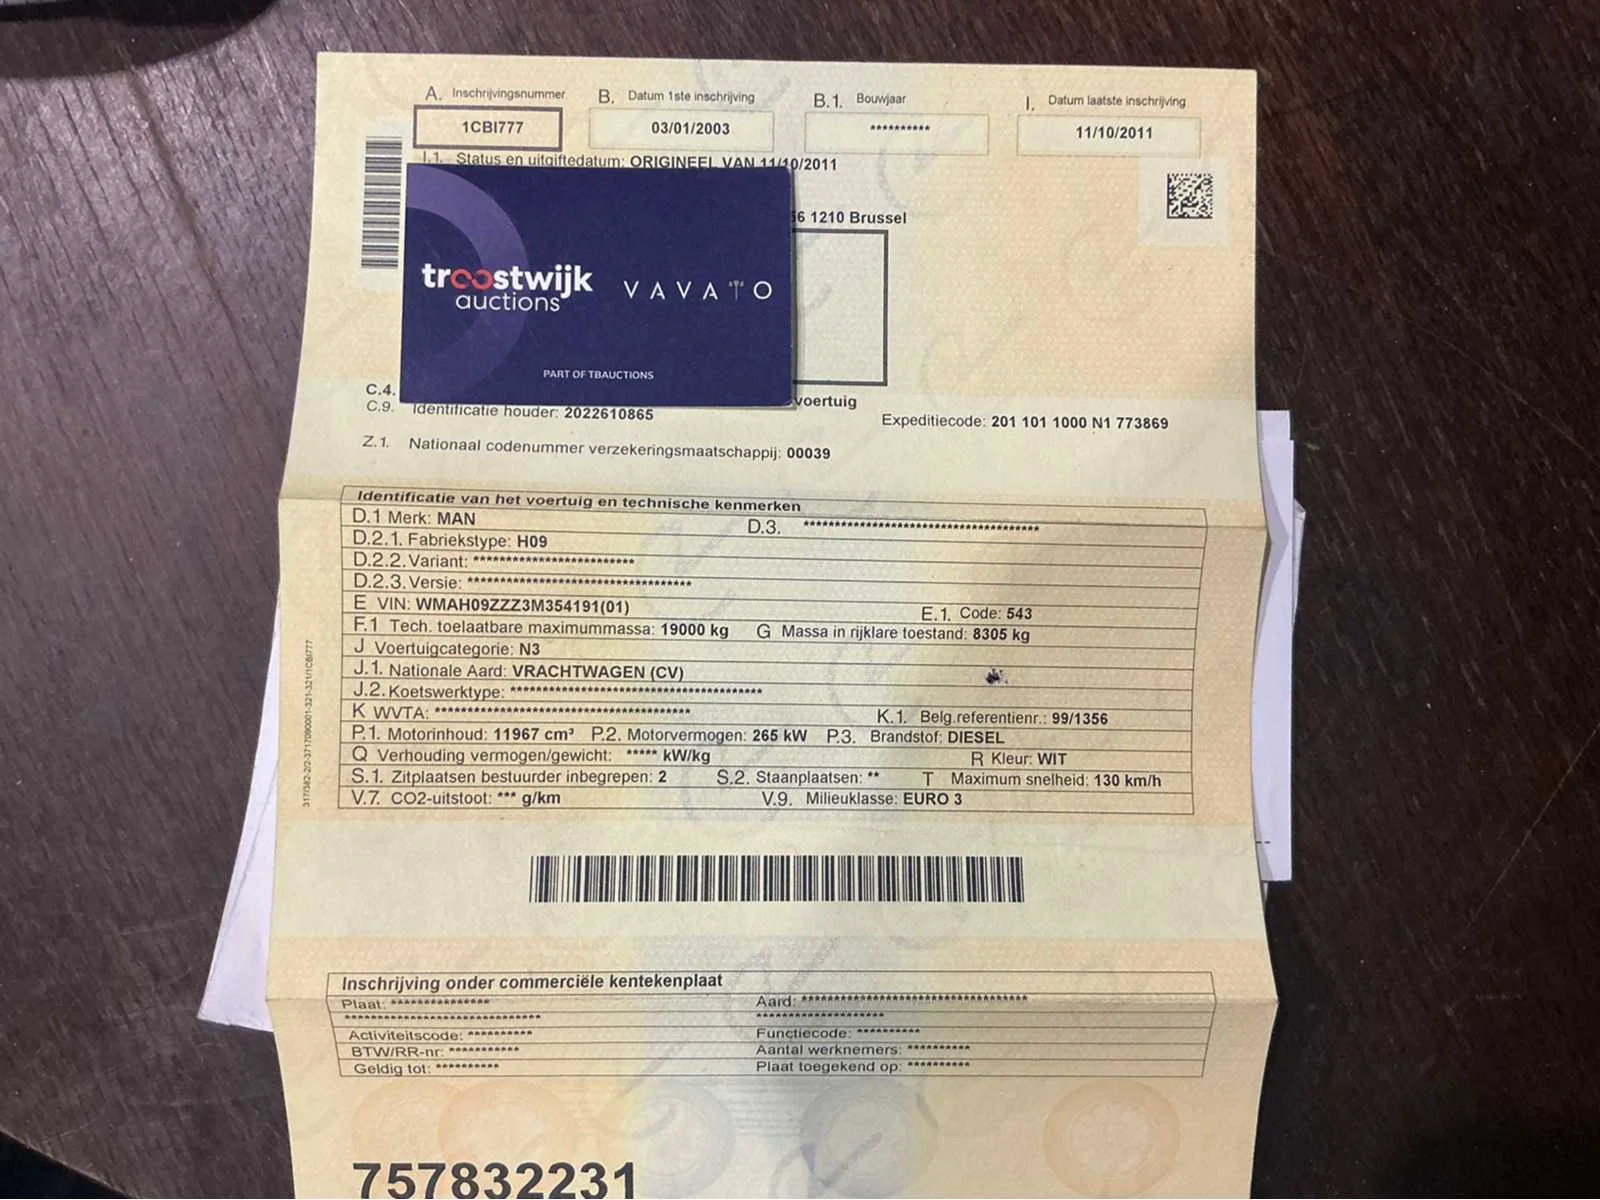 A. Inschrijvingsnummer B. Datum 1ste inschrijving B.1. Bouwjaar I. Datum laatste inschrijving
1CBI777 03/01/2003 ********** 11/10/2011
I.1. Status en uitgiftedatum: ORIGINEEL VAN 11/10/2011
56 1210 Brussel
troostwijk
auctions
VAVATO
PART OF TBAUCTIONS
C.4. voertuig
C.9. Identificatie houder: 2022610865
Expeditiecode: 201 101 1000 N1 773869
Z.1. Nationaal codenummer verzekeringsmaatschappij: 00039
Identificatie van het voertuig en technische kenmerken
D.1 Merk: MAN D.3. **************************************
D.2.1. Fabriekstype: H09
D.2.2. Variant: **************************
D.2.3. Versie: ************************************
E VIN: WMAH09ZZZ3M354191(01) E.1. Code: 543
F.1 Tech. toelaatbare maximummassa: 19000 kg G Massa in rijklare toestand: 8305 kg
J Voertuigcategorie: N3
J.1. Nationale Aard: VRACHTWAGEN (CV)
J.2. Koetswerktype: *****************************************
K WVTA: ***************************************** K.1. Belg.referentienr.: 99/1356
P.1. Motorinhoud: 11967 cm³ P.2. Motorvermogen: 265 kW P.3. Brandstof: DIESEL
Q Verhouding vermogen/gewicht: ***** kW/kg R Kleur: WIT
S.1. Zitplaatsen bestuurder inbegrepen: 2 S.2. Staanplaatsen: ** T Maximum snelheid: 130 km/h
V.7. CO2-uitstoot: *** g/km V.9. Milieuklasse: EURO 3
Inschrijving onder commerciële kentekenplaat
Plaat: **************** Aard: *************************************
******************************** *********************
Activiteitscode: ********** Functiecode: **********
BTW/RR-nr: *********** Aantal werknemers: **********
Geldig tot: ********** Plaat toegekend op: **********
757832231